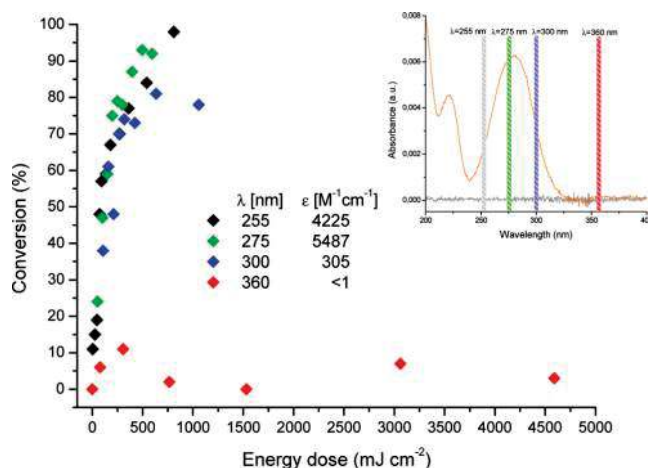 100
90
80
70
60
50
40
30
20
10
0
Conversion (%)
0 500 1000 1500 2000 2500 3000 3500 4000 4500 5000
Energy dose (mJ cm⁻²)
λ [nm] ε [M⁻¹cm⁻¹]
255 4225
275 5487
300 305
360 <1
0,008
0,006
0,004
0,002
0,000
Absorbance (a.u.)
λ=255 nm λ=275 nm λ=300 nm λ=360 nm
200 250 300 350 400
Wavelength (nm)